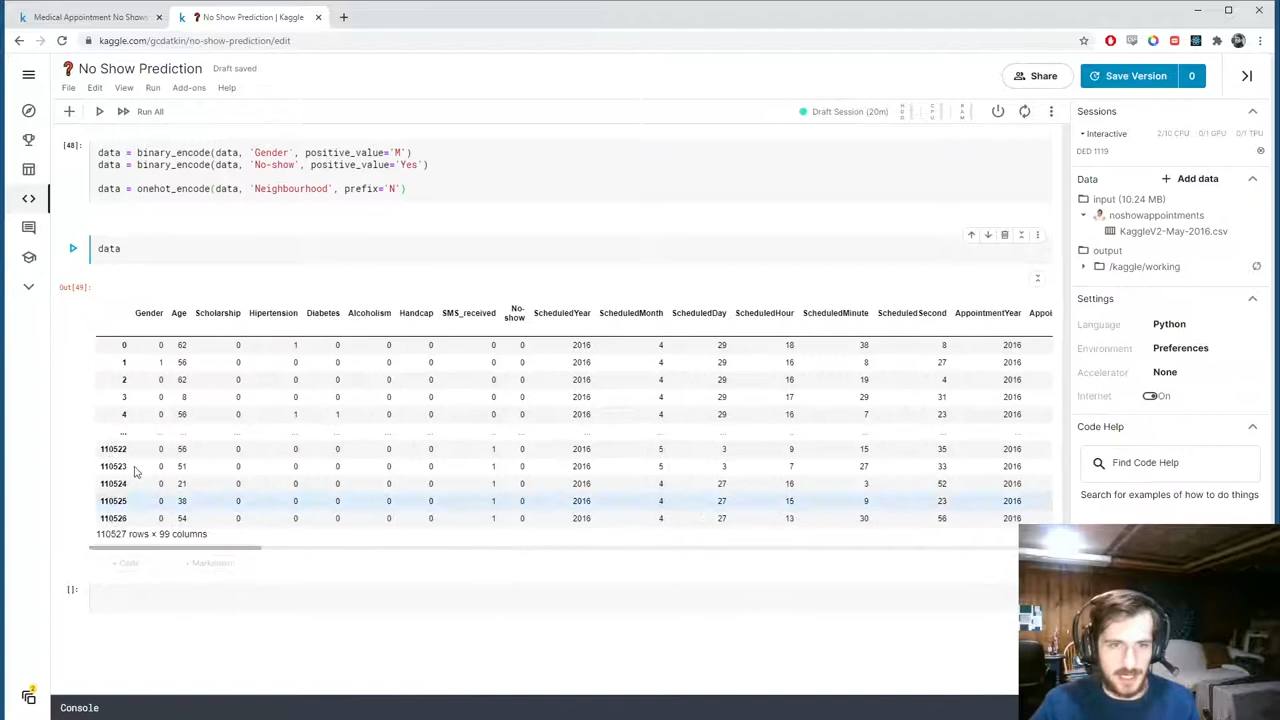 Medical Appointment No Shows
No Show Prediction | Kaggle
kaggle.com/gcdatkin/no-show-prediction/edit
No Show Prediction
Draft saved
File Edit View Run Add-ons Help
Share
Save Version
0
Run All
Draft Session (20m)
[48]:
data = binary_encode(data, 'Gender', positive_value='M')
data = binary_encode(data, 'No-show', positive_value='Yes')
data = onehot_encode(data, 'Neighbourhood', prefix='N')
data
Out[49]:
Gender Age Scholarship Hipertension Diabetes Alcoholism Handcap SMS_received No-show ScheduledYear ScheduledMonth ScheduledDay ScheduledHour ScheduledMinute ScheduledSecond AppointmentYear Appoi
0 0 62 0 1 0 0 0 0 0 2016 4 29 18 38 8 2016
1 1 56 0 0 0 0 0 0 0 2016 4 29 16 8 27 2016
2 0 62 0 0 0 0 0 0 0 2016 4 29 16 19 4 2016
3 0 8 0 0 0 0 0 0 0 2016 4 29 17 29 31 2016
4 0 56 0 1 1 0 0 0 0 2016 4 29 16 7 23 2016
... ... ... ... ... ... ... ... ... ... ... ... ... ... ... ... ...
110522 0 56 0 0 0 0 0 1 0 2016 5 3 9 15 35 2016
110523 0 51 0 0 0 0 0 1 0 2016 5 3 7 27 33 2016
110524 0 21 0 0 0 0 0 1 0 2016 4 27 16 3 52 2016
110525 0 38 0 0 0 0 0 1 0 2016 4 27 15 9 23 2016
110526 0 54 0 0 0 0 0 1 0 2016 4 27 13 30 56 2016
110527 rows × 99 columns
+ Code + Markdown
[]:
Console
Sessions
Interactive 2/10 CPU 0/1 GPU 0/1 TPU
DED 1119
Data
+ Add data
input (10.24 MB)
noshowappointments
KaggleV2-May-2016.csv
output
/kaggle/working
Settings
Language Python
Environment Preferences
Accelerator None
Internet On
Code Help
Find Code Help
Search for examples of how to do things